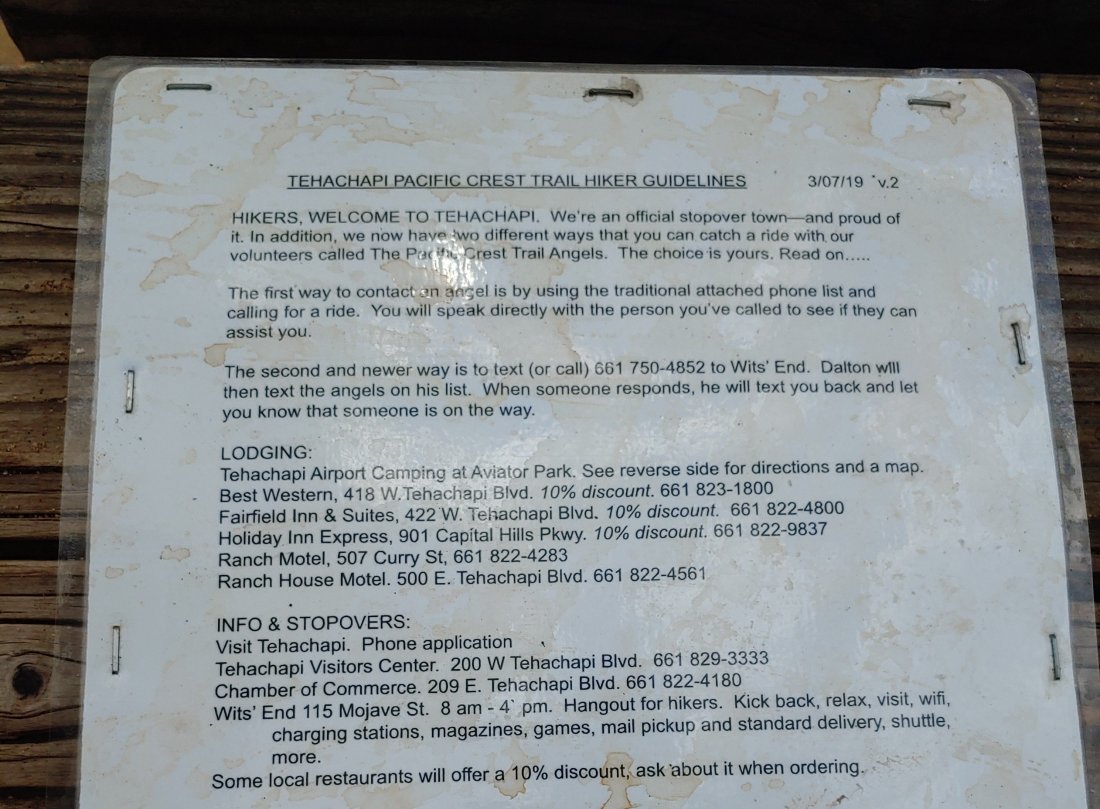 TEHACHAPI PACIFIC CREST TRAIL HIKER GUIDELINES 3/07/19 v.2
HIKERS, WELCOME TO TEHACHAPI. We're an official stopover town—and proud of
it. In addition, we now have two different ways that you can catch a ride with our
volunteers called The Pacific Crest Trail Angels. The choice is yours. Read on.....
The first way to contact an angel is by using the traditional attached phone list and
calling for a ride. You will speak directly with the person you've called to see if they can
assist you.
The second and newer way is to text (or call) 661 750-4852 to Wits' End. Dalton will
then text the angels on his list. When someone responds, he will text you back and let
you know that someone is on the way.
LODGING:
Tehachapi Airport Camping at Aviator Park. See reverse side for directions and a map.
Best Western, 418 W.Tehachapi Blvd. 10% discount. 661 823-1800
Fairfield Inn & Suites, 422 W. Tehachapi Blvd. 10% discount. 661 822-4800
Holiday Inn Express, 901 Capital Hills Pkwy. 10% discount. 661 822-9837
Ranch Motel, 507 Curry St, 661 822-4283
Ranch House Motel. 500 E. Tehachapi Blvd. 661 822-4561
INFO & STOPOVERS:
Visit Tehachapi. Phone application
Tehachapi Visitors Center. 200 W Tehachapi Blvd. 661 829-3333
Chamber of Commerce. 209 E. Tehachapi Blvd. 661 822-4180
Wits' End 115 Mojave St. 8 am - 4 pm. Hangout for hikers. Kick back, relax, visit, wifi,
charging stations, magazines, games, mail pickup and standard delivery, shuttle,
more.
Some local restaurants will offer a 10% discount, ask about it when ordering.